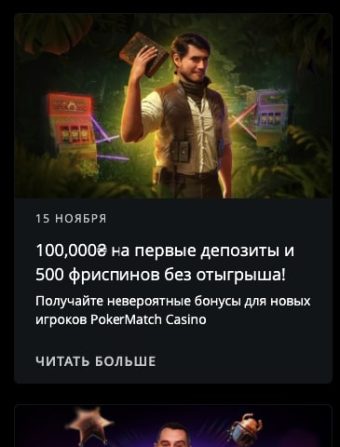 15 НОЯБРЯ
100,000₴ на первые депозиты и
500 фриспинов без отыгрыша!
Получайте невероятные бонусы для новых
игроков PokerMatch Casino
ЧИТАТЬ БОЛЬШЕ